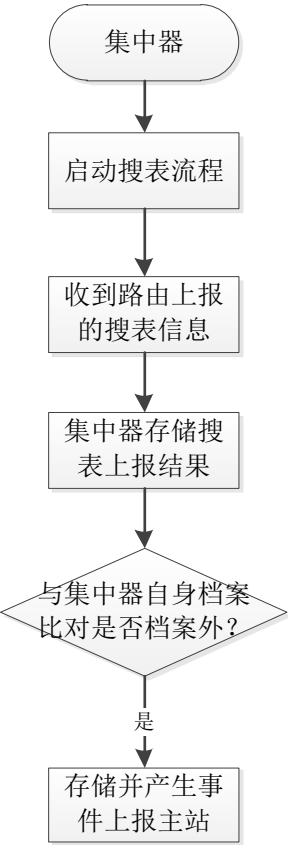 集中器
启动搜表流程
收到路由上报
的搜表信息
集中器存储搜
表上报结果
与集中器自身档案
比对是否档案外？
是
存储并产生事
件上报主站